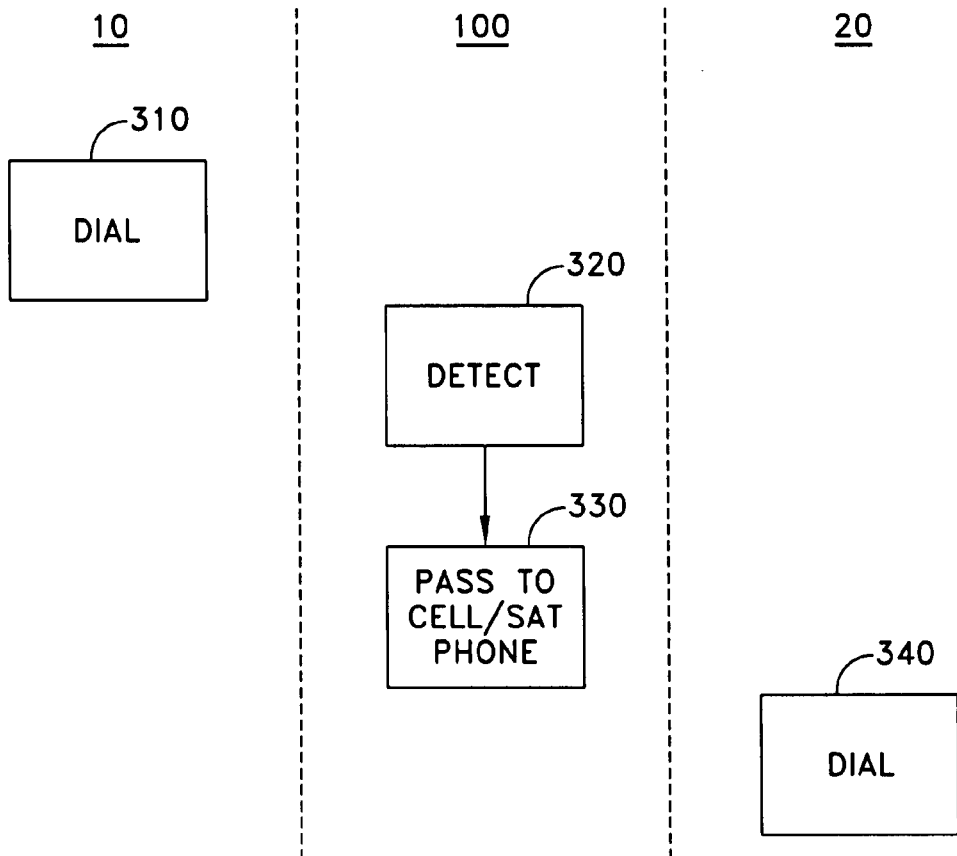 10 100 20
310
DIAL
320
DETECT
330
PASS TO
CELL/SAT
PHONE
340
DIAL